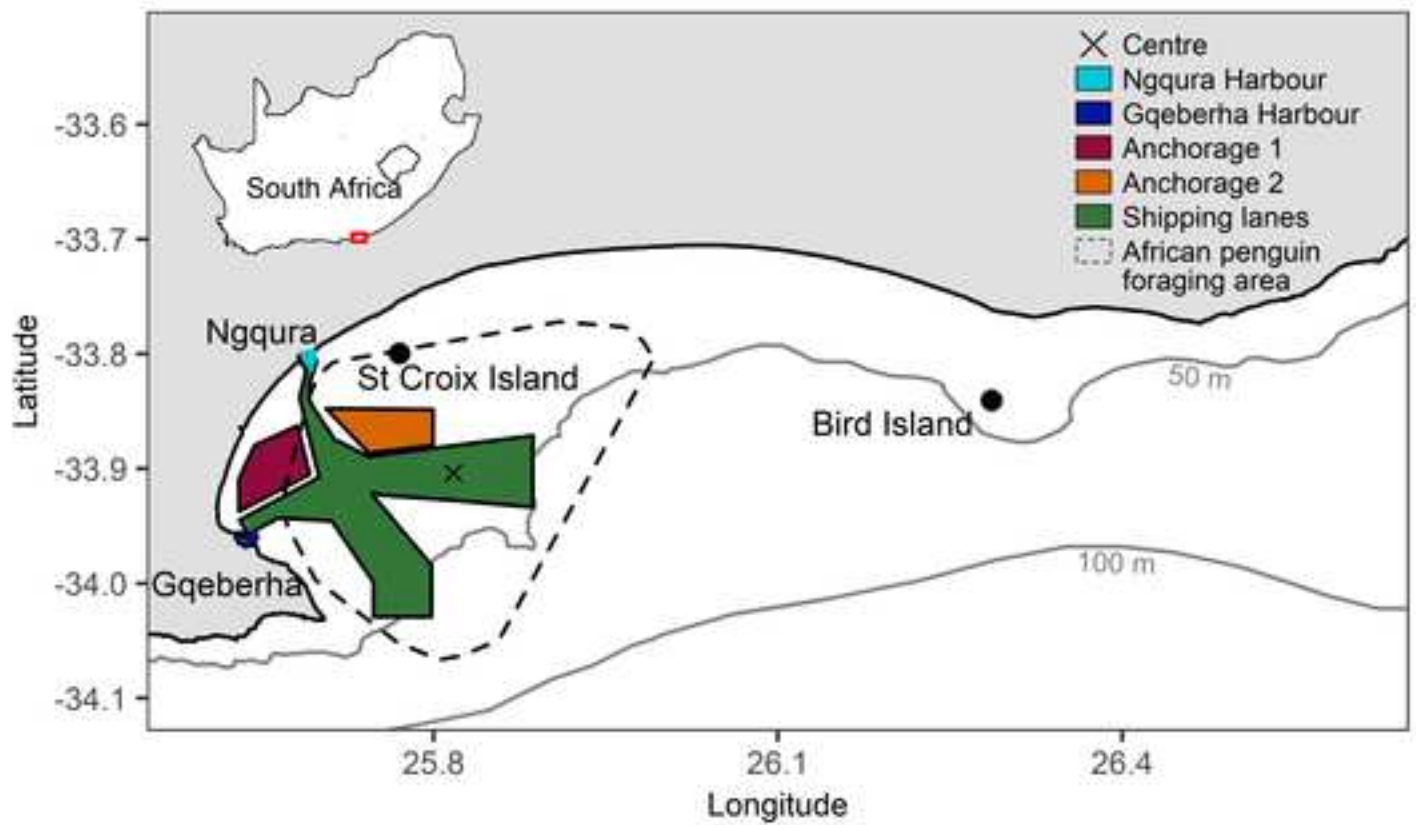 Centre
Ngqura Harbour
Gqeberha Harbour
Anchorage 1
Anchorage 2
Shipping lanes
African penguin
foraging area
South Africa
-33.6
-33.7
-33.8
-33.9
-34.0
-34.1
Latitude
Ngqura
St Croix Island
Bird Island
50 m
100 m
Gqeberha
25.8
26.1
26.4
Longitude